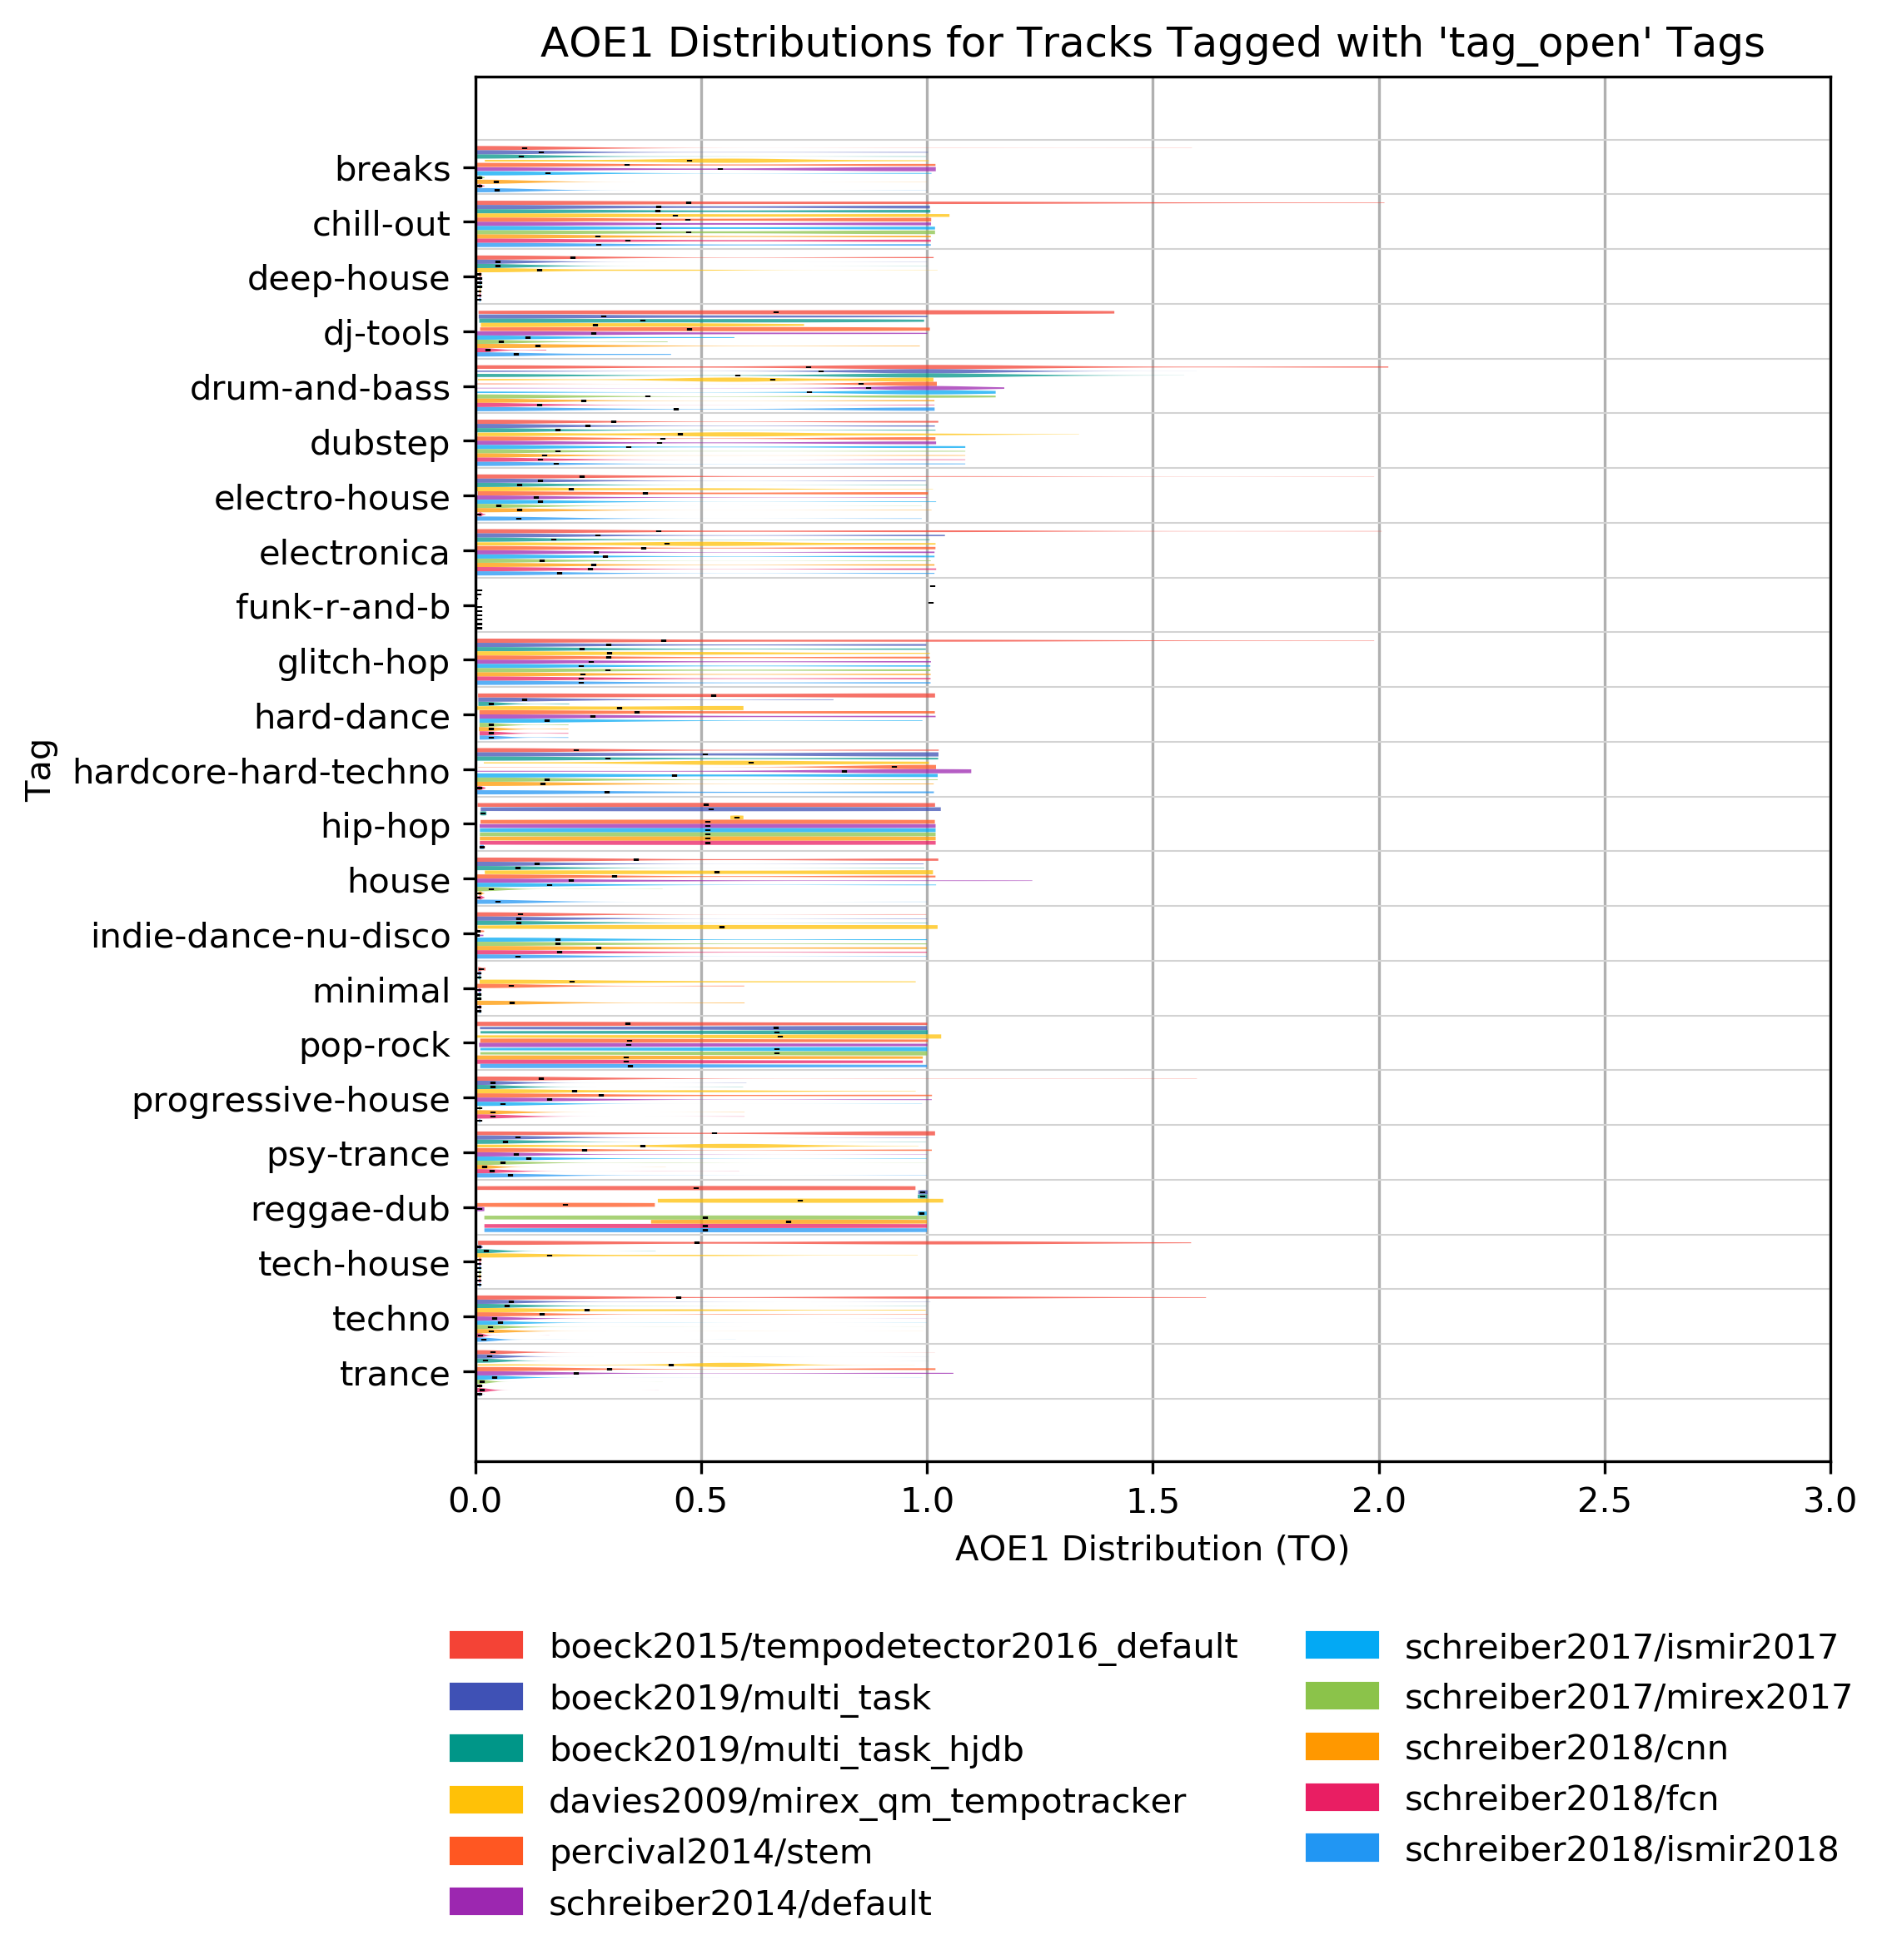 AOE1 Distributions for Tracks Tagged with 'tag_open' Tags
Tag
breaks
chill-out
deep-house
dj-tools
drum-and-bass
dubstep
electro-house
electronica
funk-r-and-b
glitch-hop
hard-dance
hardcore-hard-techno
hip-hop
house
indie-dance-nu-disco
minimal
pop-rock
progressive-house
psy-trance
reggae-dub
tech-house
techno
trance
0.0 0.5 1.0 1.5 2.0 2.5 3.0
AOE1 Distribution (TO)
boeck2015/tempodetector2016_default
boeck2019/multi_task
boeck2019/multi_task_hjdb
davies2009/mirex_qm_tempotracker
percival2014/stem
schreiber2014/default
schreiber2017/ismir2017
schreiber2017/mirex2017
schreiber2018/cnn
schreiber2018/fcn
schreiber2018/ismir2018